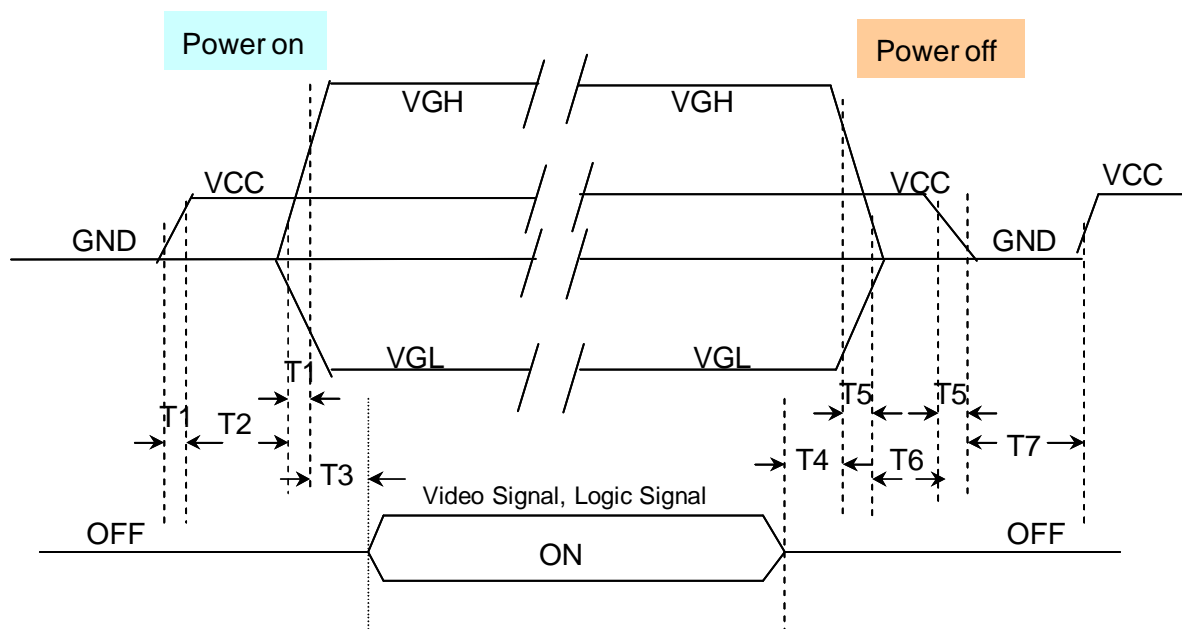 Power on
Power off
VGH
VGH
VCC
VCC
VCC
GND
GND
VGL
VGL
T1
T5
T5
T1
T2
T7
T3
T4
T6
Video Signal, Logic Signal
OFF
ON
OFF